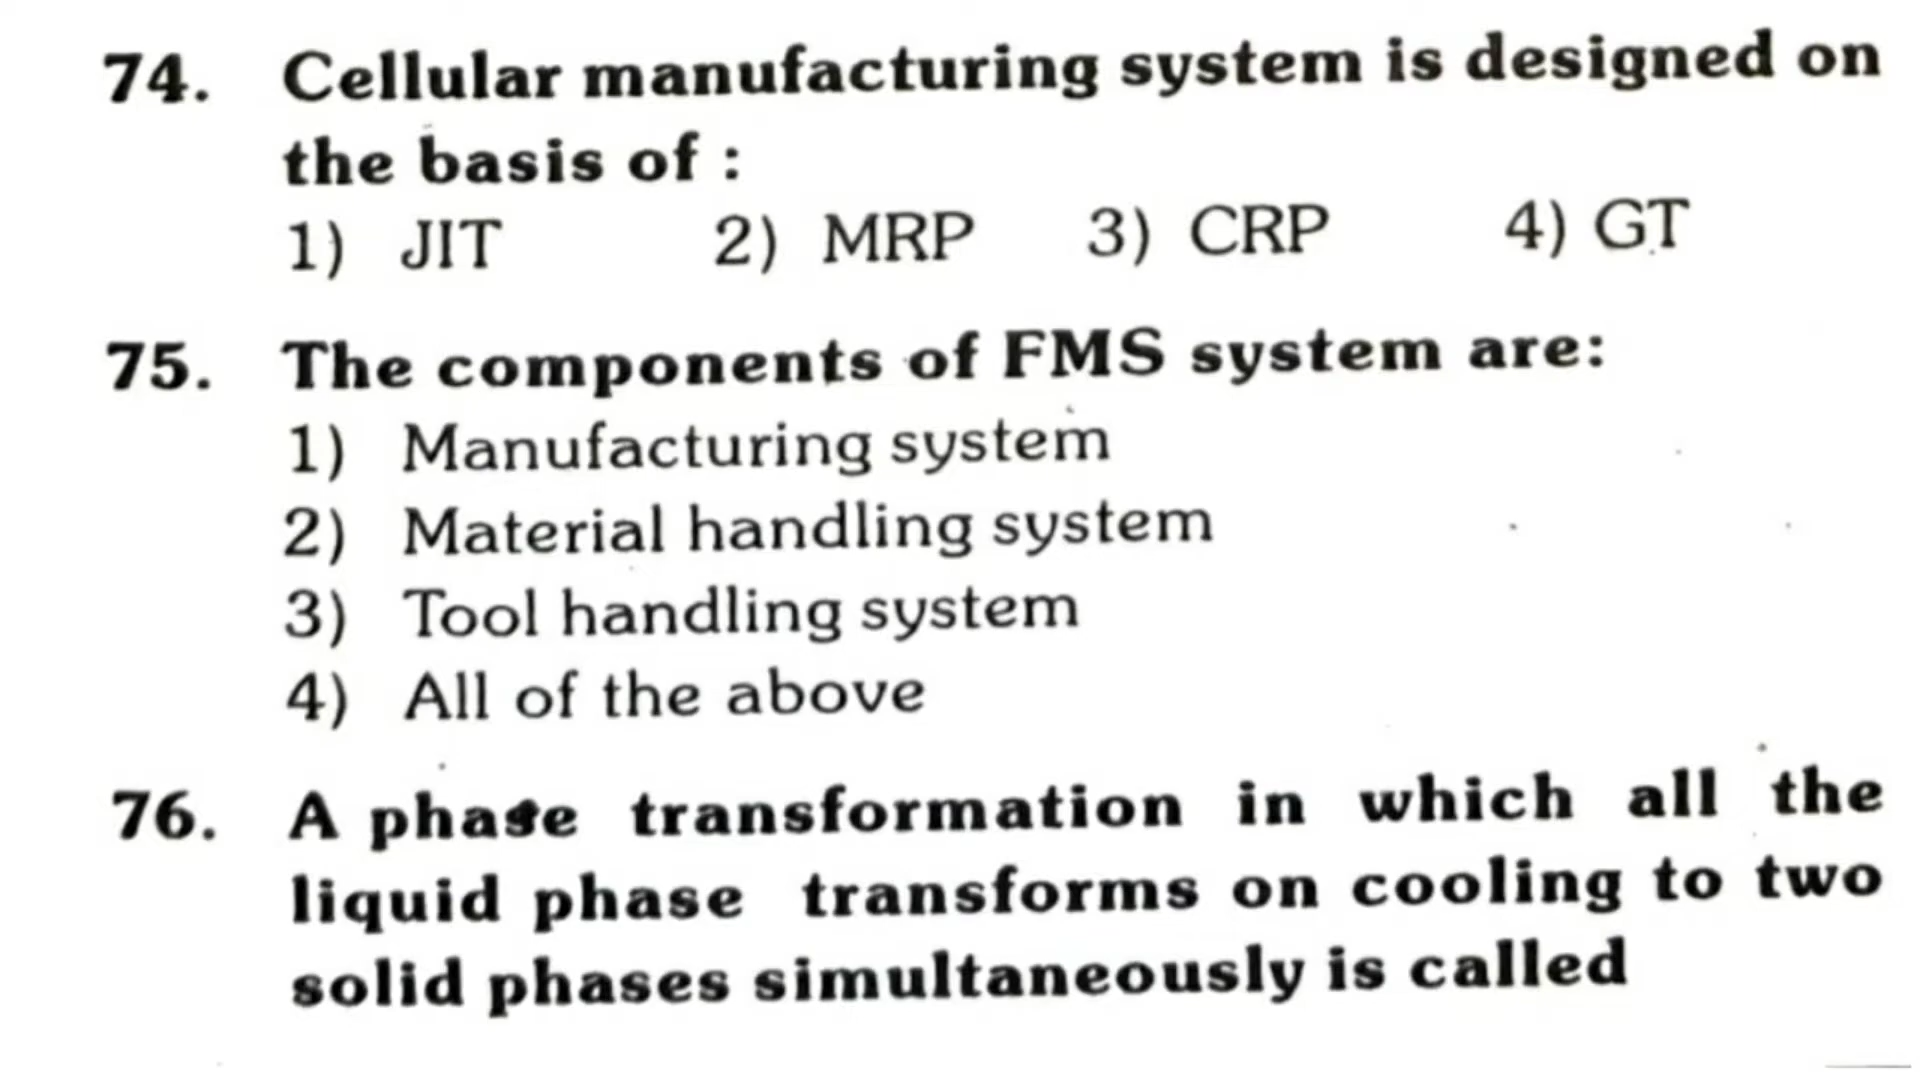 74. Cellular manufacturing system is designed on
the basis of :
1) JIT 2) MRP 3) CRP 4) GT
75. The components of FMS system are:
1) Manufacturing system
2) Material handling system
3) Tool handling system
4) All of the above
76. A phase transformation in which all the
liquid phase transforms on cooling to two
solid phases simultaneously is called